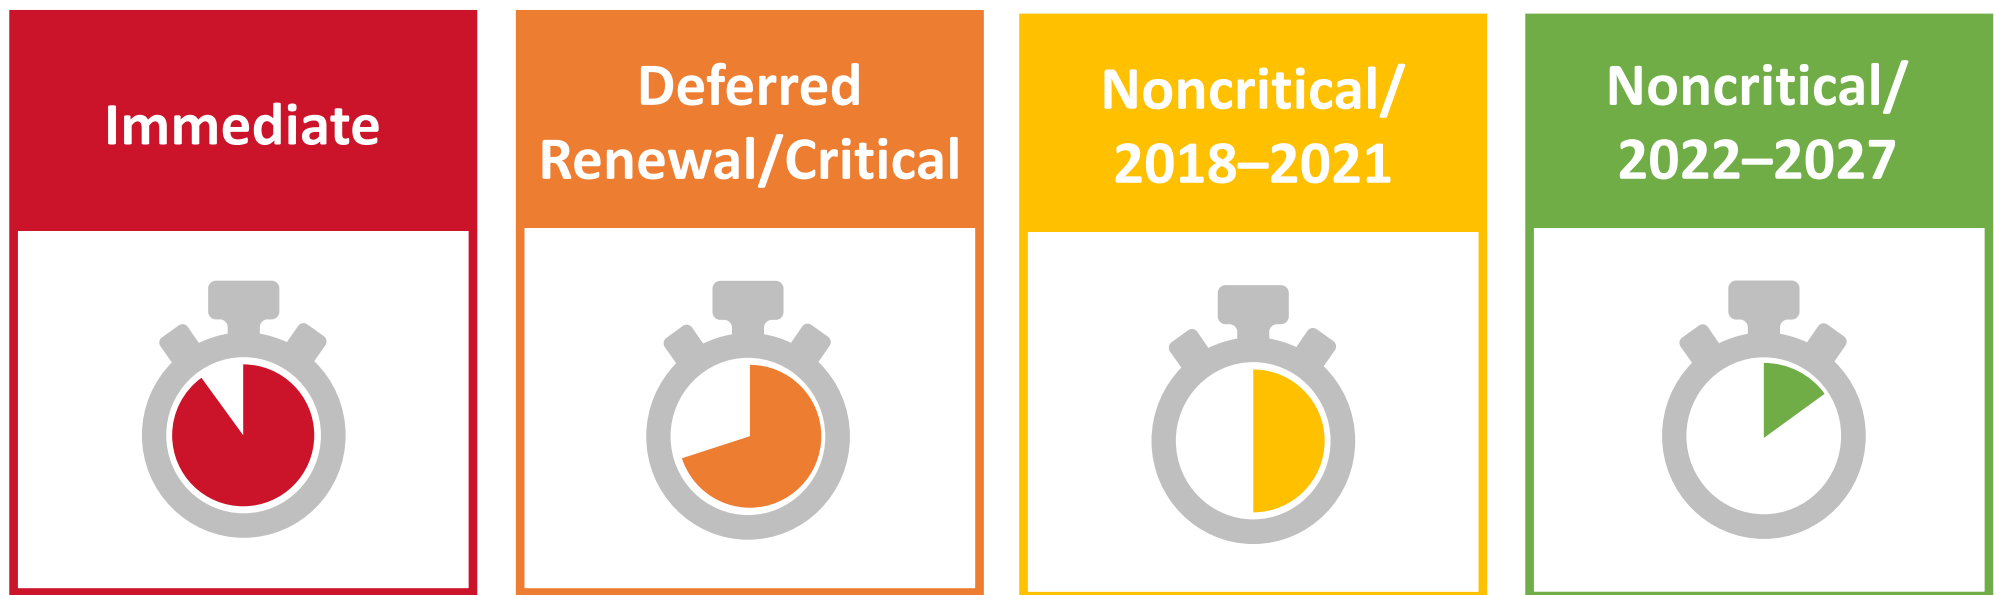 Immediate
Deferred
Renewal/Critical
Noncritical/
2018–2021
Noncritical/
2022–2027